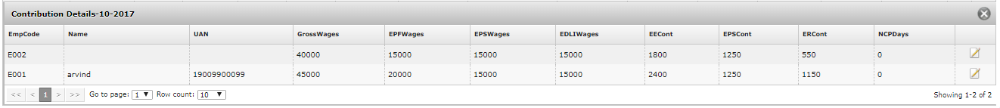 Contribution Details-10-2017
EmpCode Name UAN GrossWages EPFWages EPSWages EDLIWages EECont EPSCont ERCont NCPDays
E002 40000 15000 15000 15000 1800 1250 550 0
E001 arvind 19009900099 45000 20000 15000 15000 2400 1250 1150 0
<< < 1 > >> Go to page: 1 Row count: 10 Showing 1-2 of 2